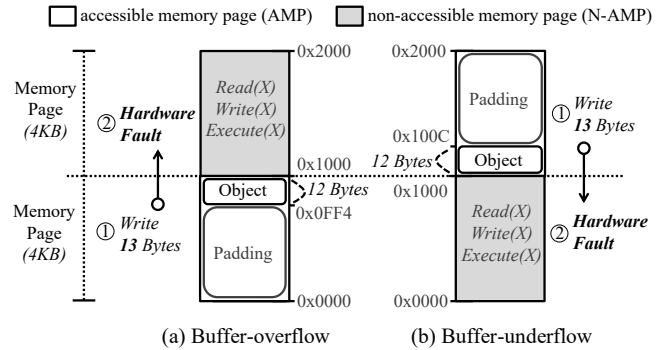 accessible memory page (AMP)
non-accessible memory page (N-AMP)
Memory
Page
(4KB)
② Hardware
Fault
① Write
13 Bytes
Memory
Page
(4KB)
Read(X)
Write(X)
Execute(X)
Object
Padding
0x2000
0x1000
12 Bytes
0x0FF4
0x0000
(a) Buffer-overflow
0x2000
0x100C
12 Bytes
0x1000
0x0000
Padding
Object
Read(X)
Write(X)
Execute(X)
① Write
13 Bytes
② Hardware
Fault
(b) Buffer-underflow